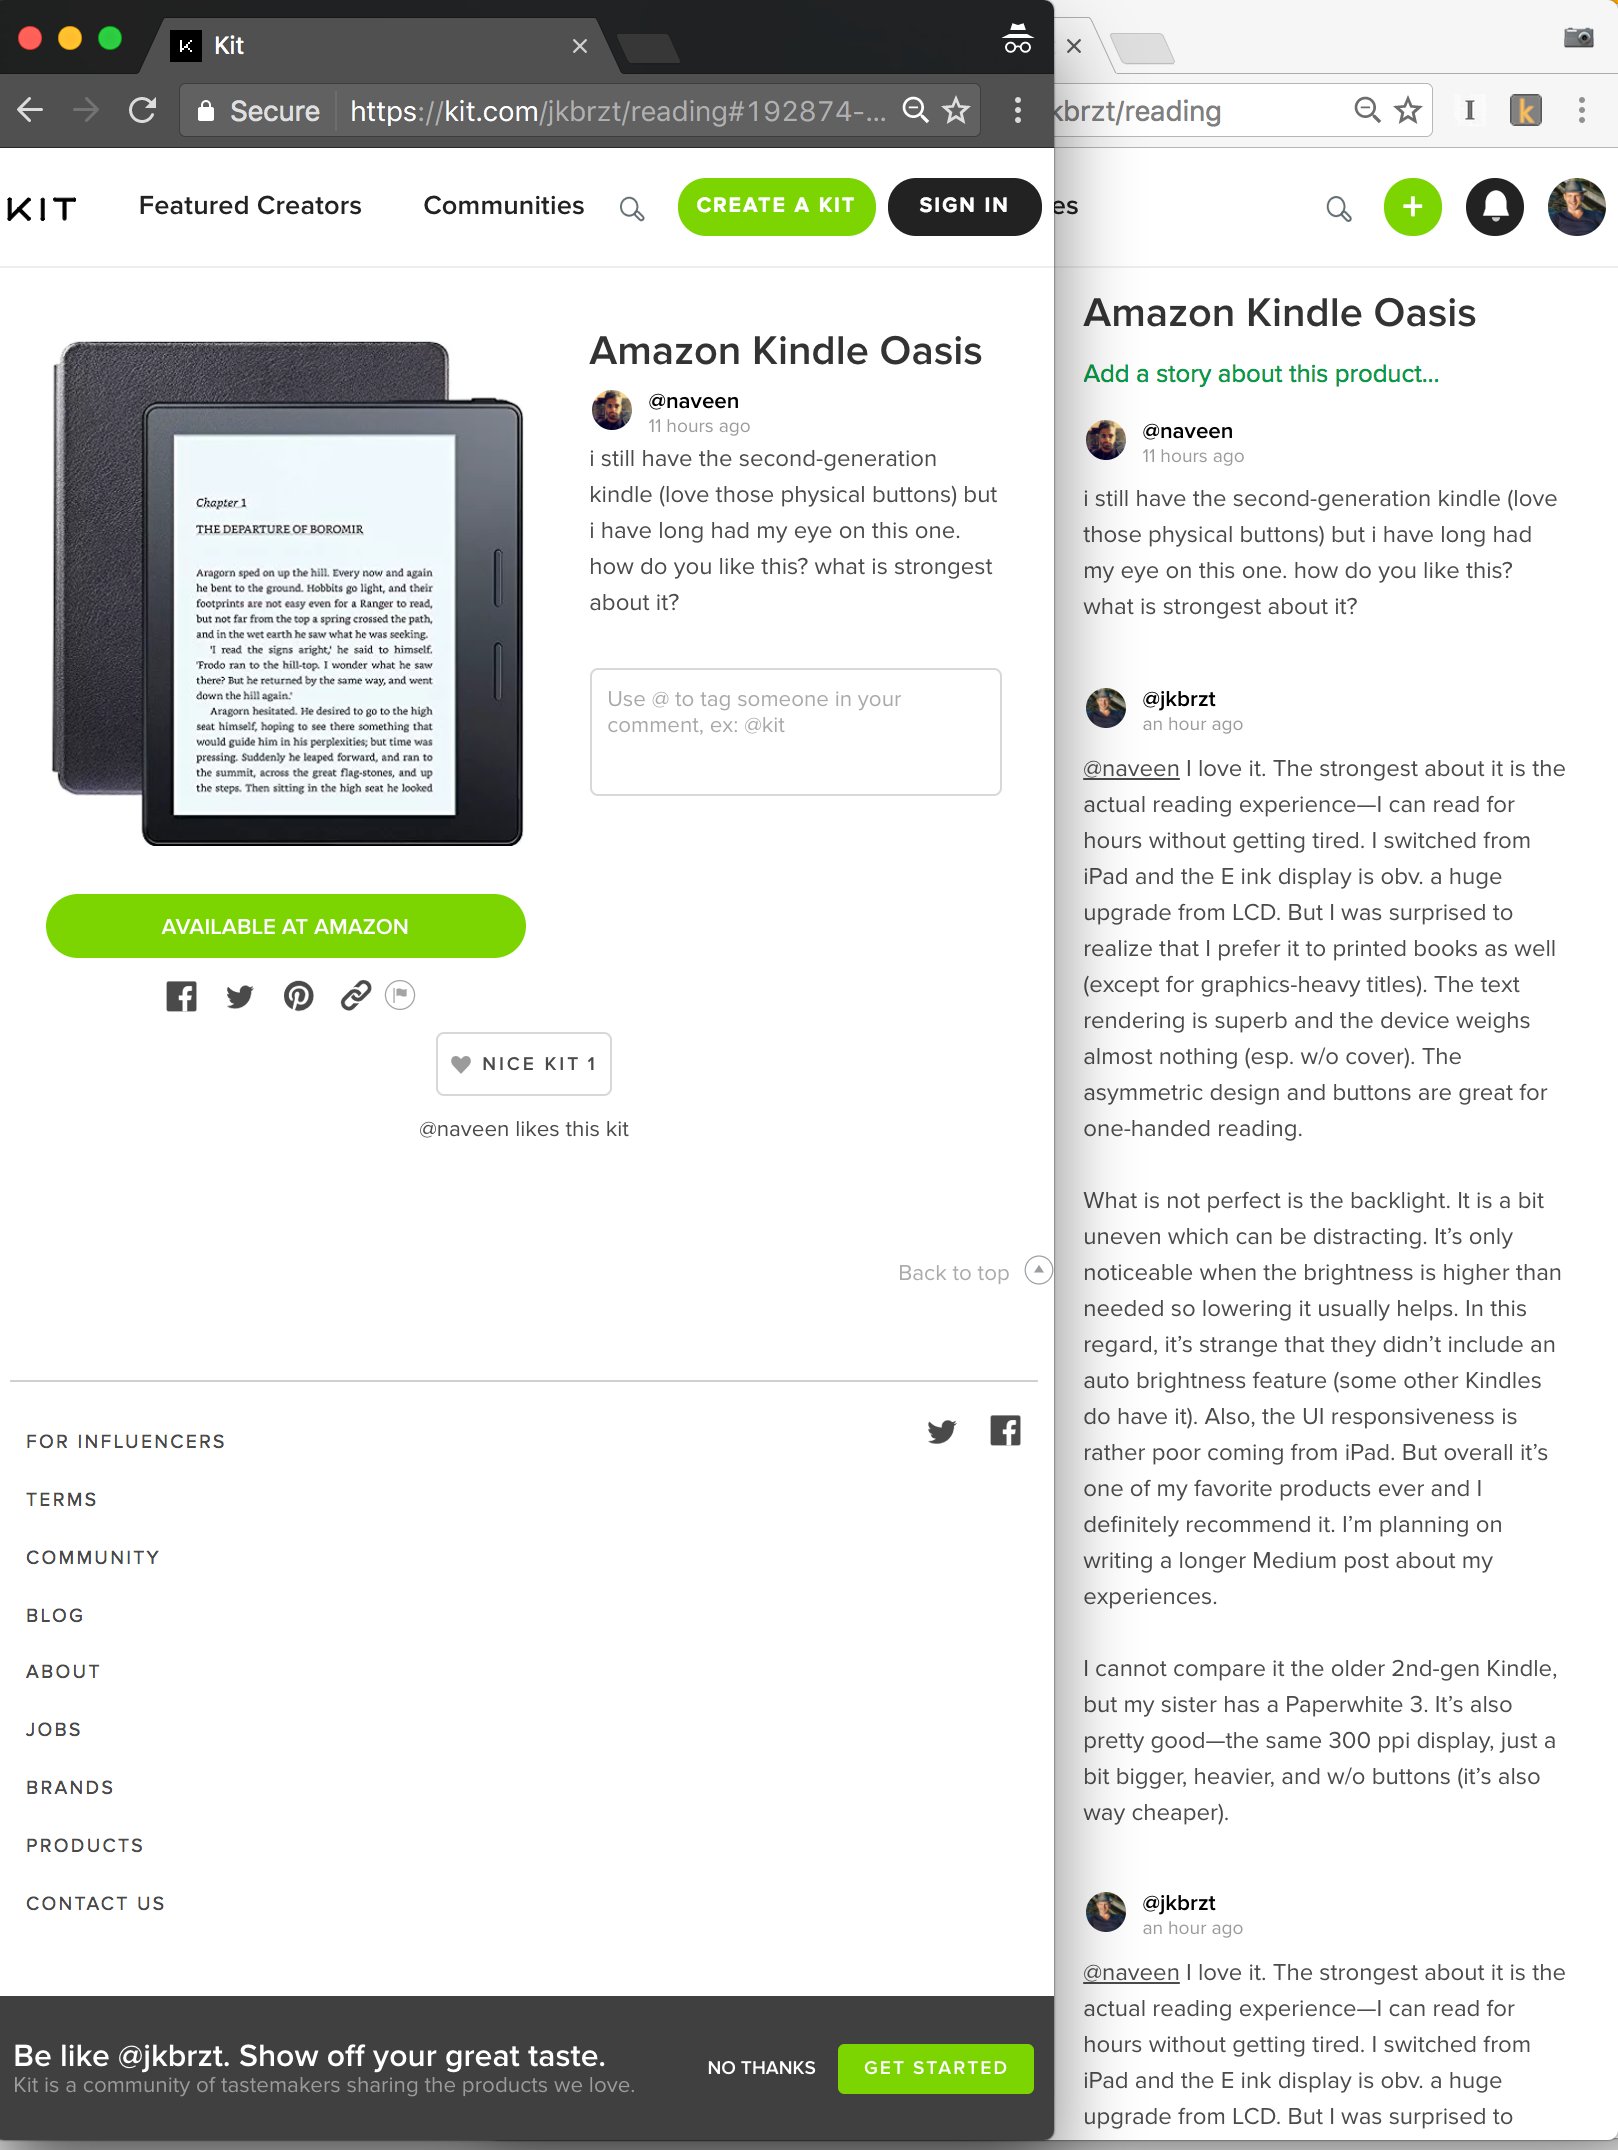 Kit
Secure
https://kit.com/jkbrzt/reading#192874-...
KIT
Featured Creators
Communities
CREATE A KIT
SIGN IN
Chapter 1
THE DEPARTURE OF BOROMIR
Aragorn sped on up the hill. Every now and again
he bent to the ground. Hobbits go light, and their
footprints are not easy even for a Ranger to read,
but not far from the top a spring crossed the path,
and in the wet earth he saw what he was seeking.
'I read the signs aright,' he said to himself.
'Frodo ran to the hill-top. I wonder what he saw
there? But he returned by the same way, and went
down the hill again.'
Aragorn hesitated. He desired to go to the high
seat himself, hoping to see there something that
would guide him in his perplexities; but time was
pressing. Suddenly he leaped forward, and ran to
the summit, across the great flag-stones, and up
the steps. Then sitting in the high seat he looked
Amazon Kindle Oasis
@naveen
11 hours ago
i still have the second-generation
kindle (love those physical buttons) but
i have long had my eye on this one.
how do you like this? what is strongest
about it?
Use @ to tag someone in your
comment, ex: @kit
AVAILABLE AT AMAZON
NICE KIT 1
@naveen likes this kit
Back to top
FOR INFLUENCERS
TERMS
COMMUNITY
BLOG
ABOUT
JOBS
BRANDS
PRODUCTS
CONTACT US
Be like @jkbrzt. Show off your great taste.
Kit is a community of tastemakers sharing the products we love.
NO THANKS
GET STARTED
kbrzt/reading
I
k
es
Amazon Kindle Oasis
Add a story about this product...
@naveen
11 hours ago
i still have the second-generation kindle (love
those physical buttons) but i have long had
my eye on this one. how do you like this?
what is strongest about it?
@jkbrzt
an hour ago
@naveen I love it. The strongest about it is the
actual reading experience—I can read for
hours without getting tired. I switched from
iPad and the E ink display is obv. a huge
upgrade from LCD. But I was surprised to
realize that I prefer it to printed books as well
(except for graphics-heavy titles). The text
rendering is superb and the device weighs
almost nothing (esp. w/o cover). The
asymmetric design and buttons are great for
one-handed reading.
What is not perfect is the backlight. It is a bit
uneven which can be distracting. It's only
noticeable when the brightness is higher than
needed so lowering it usually helps. In this
regard, it's strange that they didn't include an
auto brightness feature (some other Kindles
do have it). Also, the UI responsiveness is
rather poor coming from iPad. But overall it's
one of my favorite products ever and I
definitely recommend it. I'm planning on
writing a longer Medium post about my
experiences.
I cannot compare it the older 2nd-gen Kindle,
but my sister has a Paperwhite 3. It's also
pretty good—the same 300 ppi display, just a
bit bigger, heavier, and w/o buttons (it's also
way cheaper).
@jkbrzt
an hour ago
@naveen I love it. The strongest about it is the
actual reading experience—I can read for
hours without getting tired. I switched from
iPad and the E ink display is obv. a huge
upgrade from LCD. But I was surprised to